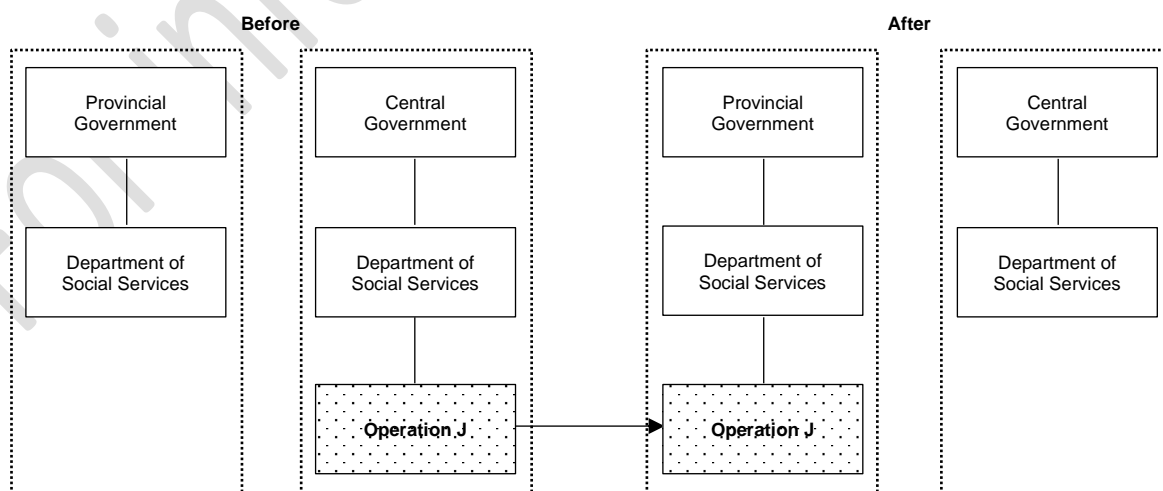 Before
After
Provincial
Government
Central
Government
Provincial
Government
Central
Government
Department of
Social Services
Department of
Social Services
Department of
Social Services
Department of
Social Services
Operation J
Operation J